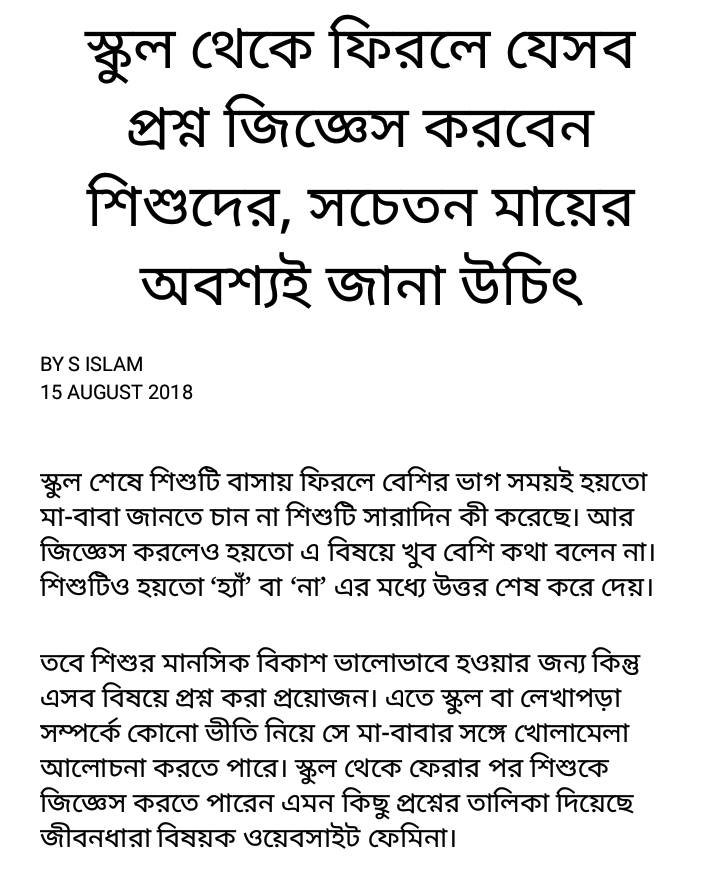 স্কুল থেকে ফিরলে যেসব
প্রশ্ন জিজ্ঞেস করবেন
শিশুদের, সচেতন মায়ের
অবশ্যই জানা উচিৎ
BY S ISLAM
15 AUGUST 2018
স্কুল শেষে শিশুটি বাসায় ফিরলে বেশির ভাগ সময়ই হয়তো
মা-বাবা জানতে চান না শিশুটি সারাদিন কী করেছে। আর
জিজ্ঞেস করলেও হয়তো এ বিষয়ে খুব বেশি কথা বলেন না।
শিশুটিও হয়তো ‘হ্যাঁ’ বা ‘না’ এর মধ্যে উত্তর শেষ করে দেয়।
তবে শিশুর মানসিক বিকাশ ভালোভাবে হওয়ার জন্য কিন্তু
এসব বিষয়ে প্রশ্ন করা প্রয়োজন। এতে স্কুল বা লেখাপড়া
সম্পর্কে কোনো ভীতি নিয়ে সে মা-বাবার সঙ্গে খোলামেলা
আলোচনা করতে পারে। স্কুল থেকে ফেরার পর শিশুকে
জিজ্ঞেস করতে পারেন এমন কিছু প্রশ্নের তালিকা দিয়েছে
জীবনধারা বিষয়ক ওয়েবসাইট ফেমিনা।